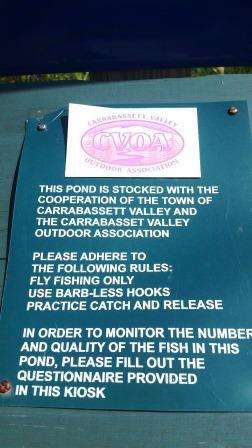 CARRABASSETT VALLEY
CVOA
OUTDOOR ASSOCIATION
THIS POND IS STOCKED WITH THE
COOPERATION OF THE TOWN OF
CARRABASSETT VALLEY AND
THE CARRABASSET VALLEY
OUTDOOR ASSOCIATION
PLEASE ADHERE TO
THE FOLLOWING RULES:
FLY FISHING ONLY
USE BARB-LESS HOOKS
PRACTICE CATCH AND RELEASE
IN ORDER TO MONITOR THE NUMBER
AND QUALITY OF THE FISH IN THIS
POND, PLEASE FILL OUT THE
QUESTIONNAIRE PROVIDED
IN THIS KIOSK